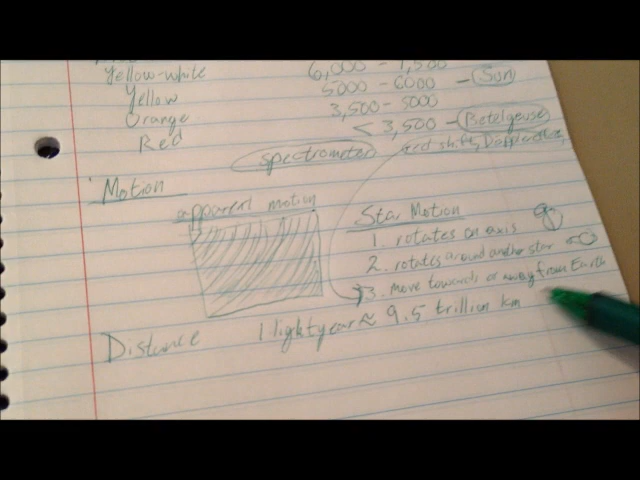 Yellow-white 6,000 - 7,500
Yellow 5000 - 6000 - Sun
Orange 3,500 - 5000
Red < 3,500 - Betelgeuse
spectrometer red shift,
Motion
apparent motion
Star Motion
1. rotates on axis
2. rotates around another star
3. Move towards or away from Earth
Distance 1 lightyear ≈ 9.5 trillion km